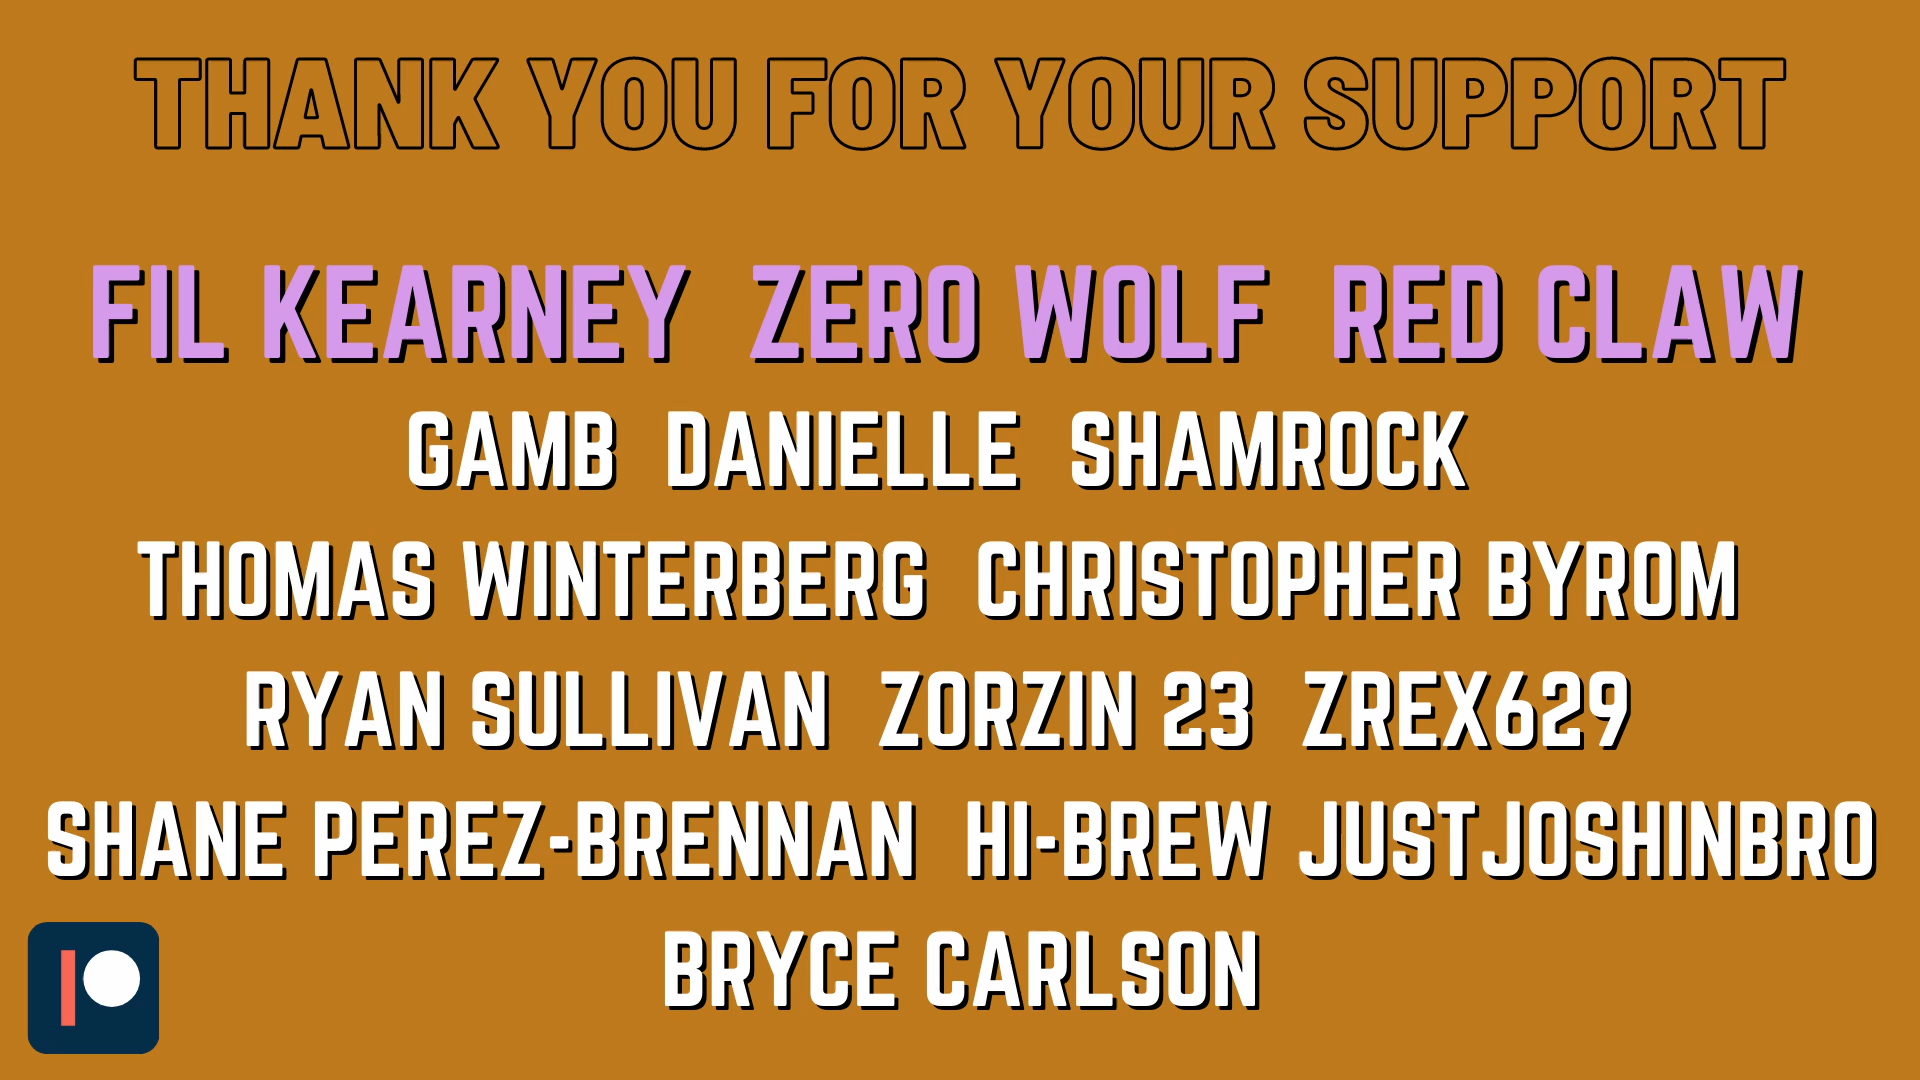 THANK YOU FOR YOUR SUPPORT
FIL KEARNEY ZERO WOLF RED CLAW
GAMB DANIELLE SHAMROCK
THOMAS WINTERBERG CHRISTOPHER BYROM
RYAN SULLIVAN ZORZIN 23 ZREX629
SHANE PEREZ-BRENNAN HI-BREW JUSTJOSHINBRO
BRYCE CARLSON